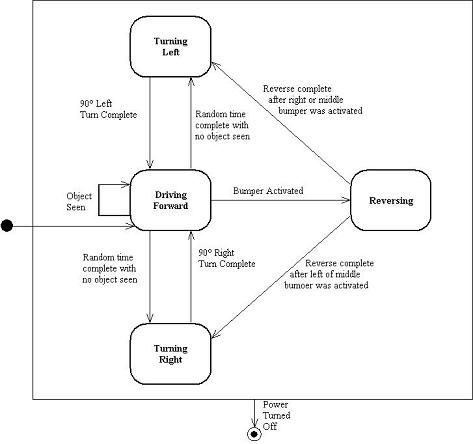 Turning
Left
90° Left
Turn Complete
Random time
complete with
no object seen
Reverse complete
after right or middle
bumper was activated
Object
Seen
Driving
Forward
Bumper Activated
Reversing
Random time
complete with
no object seen
90° Right
Turn Complete
Reverse complete
after left of middle
bumoer was activated
Turning
Right
Power
Turned
Off